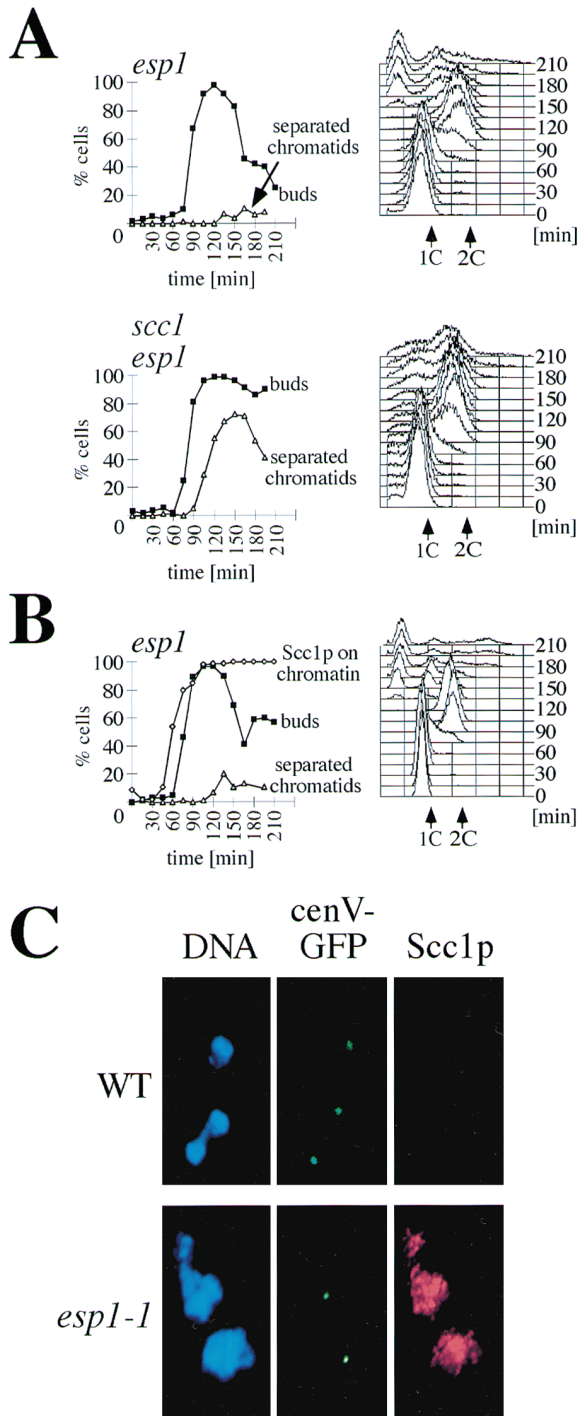 A
esp1
% cells
100
80
60
40
20
0
separated
chromatids
buds
30
60
90
120
150
180
210
time [min]
210
180
150
120
90
60
30
0
[min]
1C
2C
scc1
esp1
% cells
100
80
60
40
20
0
buds
separated
chromatids
30
60
90
120
150
180
210
time [min]
210
180
150
120
90
60
30
0
[min]
1C
2C
B
esp1
% cells
100
80
60
40
20
0
Scc1p on
chromatin
buds
separated
chromatids
30
60
90
120
150
180
210
time [min]
210
180
150
120
90
60
30
0
[min]
1C
2C
C
DNA
cenV-
GFP
Scc1p
WT
esp1-1